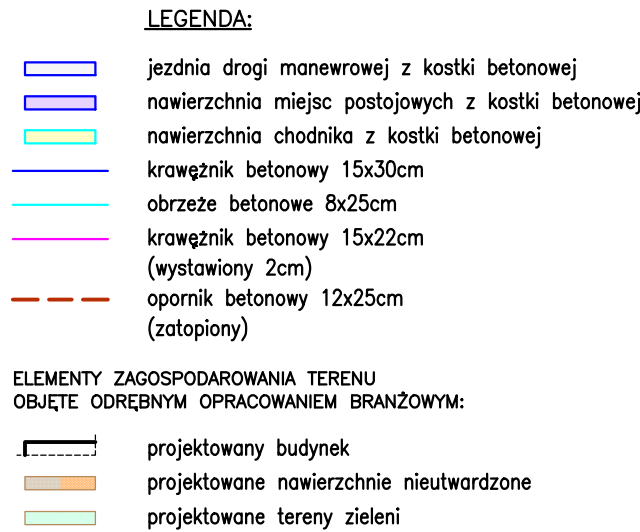 LEGENDA:
jezdnia drogi manewrowej z kostki betonowej
nawierzchnia miejsc postojowych z kostki betonowej
nawierzchnia chodnika z kostki betonowej
krawężnik betonowy 15x30cm
obrzeże betonowe 8x25cm
krawężnik betonowy 15x22cm
(wystawiony 2cm)
opornik betonowy 12x25cm
(zatopiony)
ELEMENTY ZAGOSPODAROWANIA TERENU
OBJĘTE ODRĘBNYM OPRACOWANIEM BRANŻOWYM:
projektowany budynek
projektowane nawierzchnie nieutwardzone
projektowane tereny zieleni